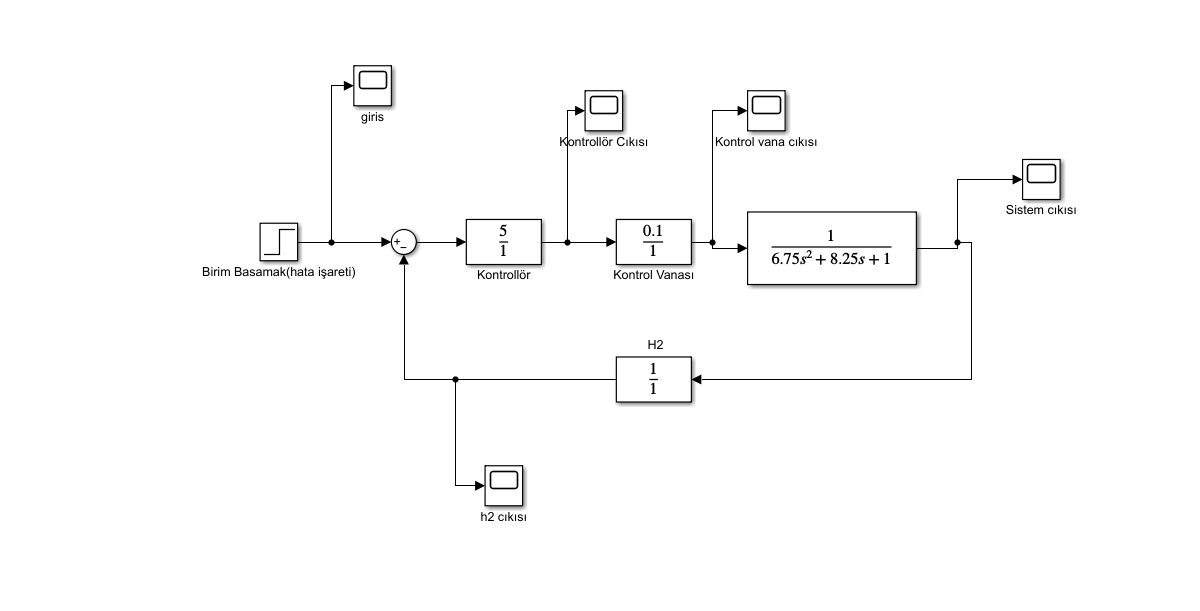 giris
Kontrollör Cıkısı
Kontrol vana cıkısı
Sistem cıkısı
Birim Basamak(hata işareti)
+
−
5
1
Kontrollör
0.1
1
Kontrol Vanası
1
6.75s² + 8.25s + 1
H2
1
1
h2 cıkısı